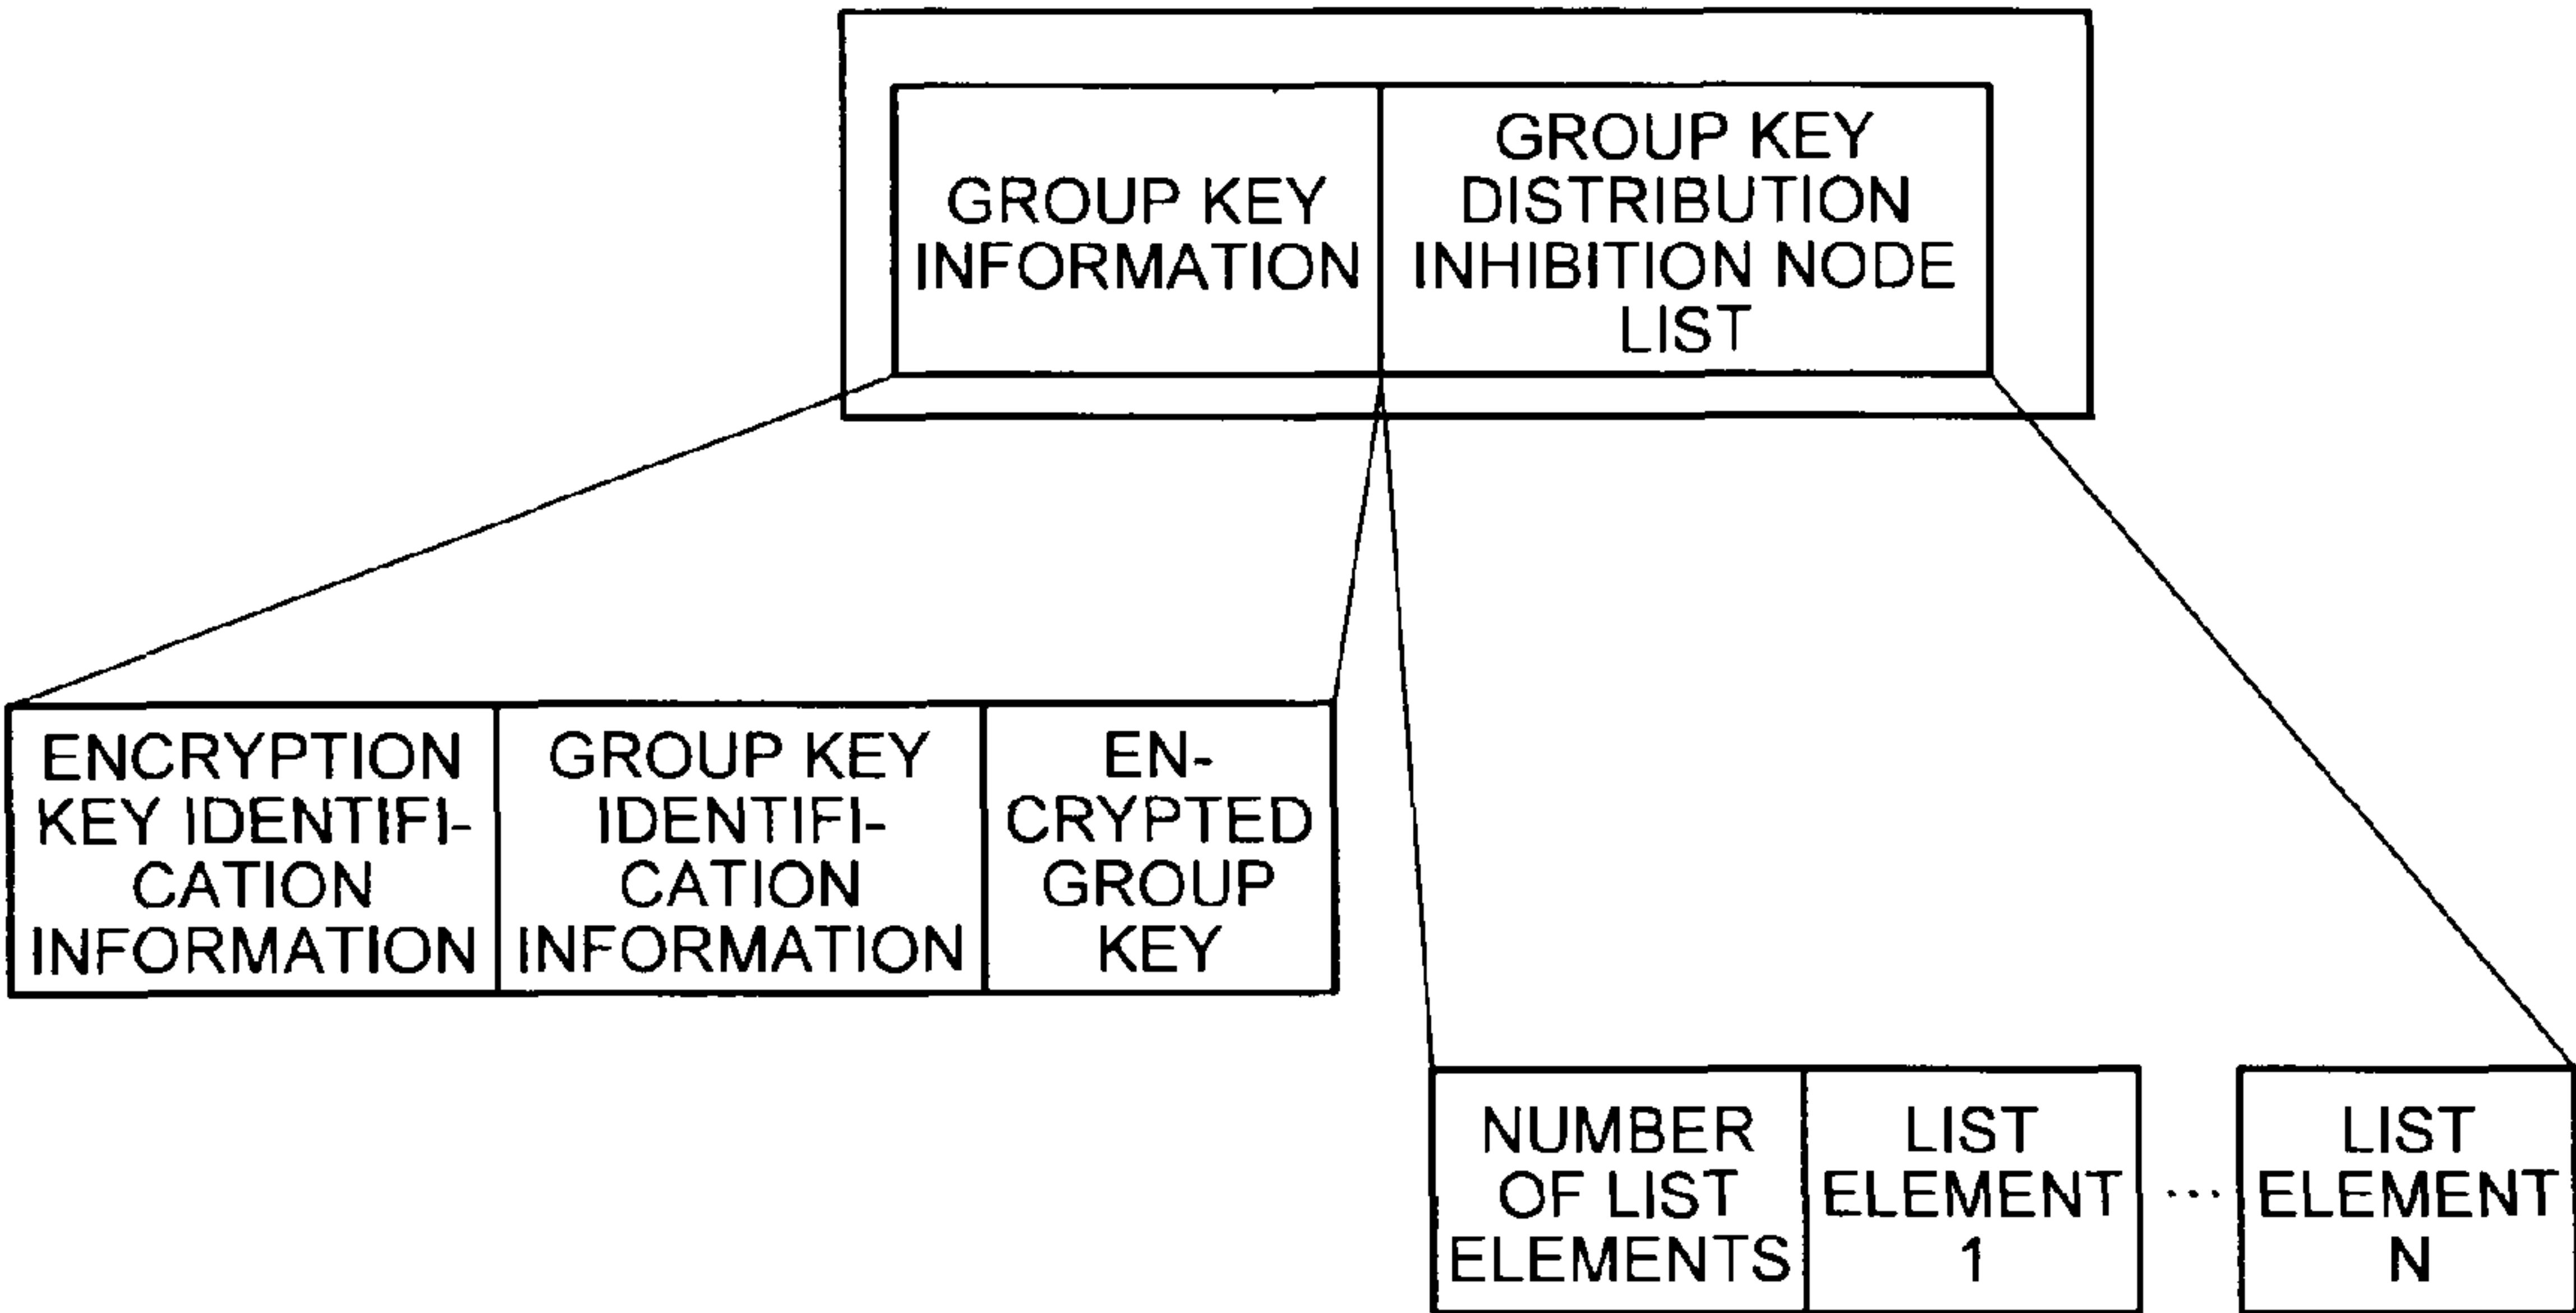 GROUP KEY
INFORMATION
GROUP KEY
DISTRIBUTION
INHIBITION NODE
LIST
ENCRYPTION
KEY IDENTIFI-
CATION
INFORMATION
GROUP KEY
IDENTIFI-
CATION
INFORMATION
EN-
CRYPTED
GROUP
KEY
NUMBER
OF LIST
ELEMENTS
LIST
ELEMENT
1
...
LIST
ELEMENT
N